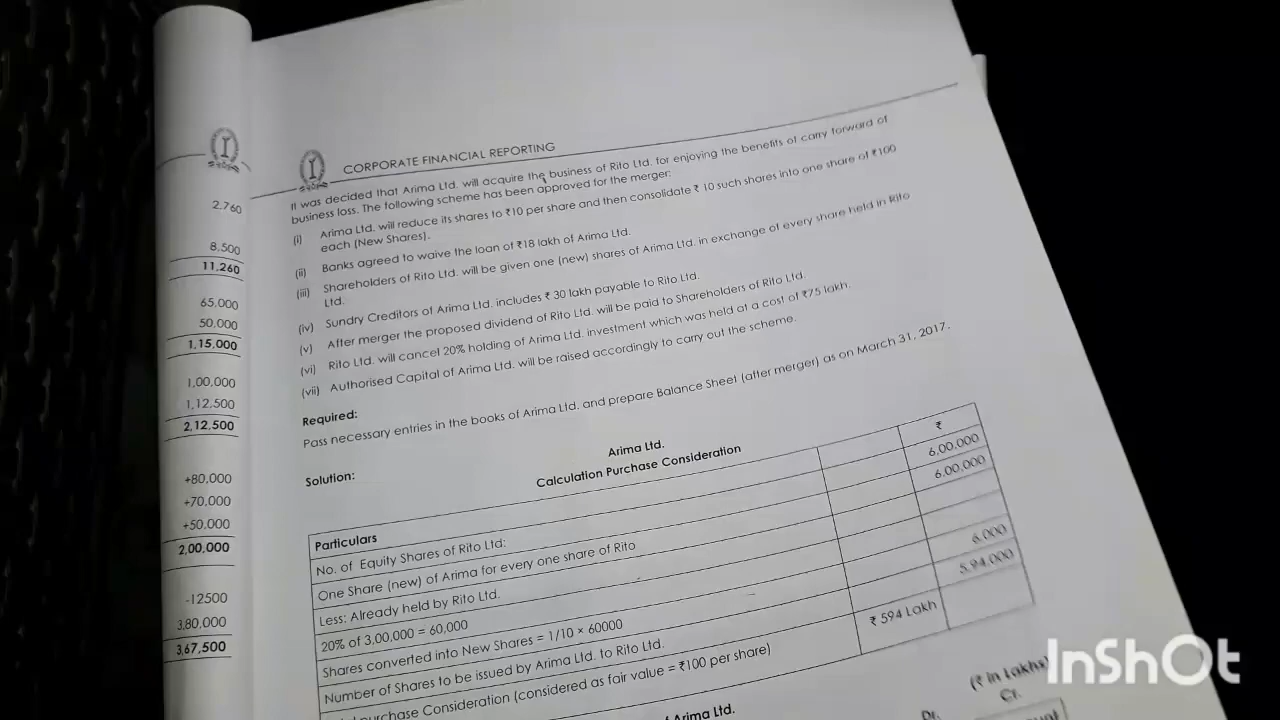 2,760
8,500
11,260
65,000
50,000
1,15,000
1,00,000
1,12,500
2,12,500
+80,000
+70,000
+50,000
2,00,000
-12500
3,80,000
3,67,500
CORPORATE FINANCIAL REPORTING
It was decided that Arima Ltd. will acquire the business of Rito Ltd. for enjoying the benefits of carry forward of
business loss. The following scheme has been approved for the merger:
(i) Arima Ltd. will reduce its shares to ₹10 per share and then consolidate ₹ 10 such shares into one share of ₹100
each (New Shares).
(ii) Banks agreed to waive the loan of ₹18 lakh of Arima Ltd.
(iii) Shareholders of Rito Ltd. will be given one (new) shares of Arima Ltd. in exchange of every share held in Rito
Ltd.
(iv) Sundry Creditors of Arima Ltd. includes ₹ 30 lakh payable to Rito Ltd.
(v) After merger the proposed dividend of Rito Ltd. will be paid to Shareholders of Rito Ltd.
(vi) Rito Ltd. will cancel 20% holding of Arima Ltd. investment which was held at a cost of ₹75 lakh.
(vii) Authorised Capital of Arima Ltd. will be raised accordingly to carry out the scheme.
Required:
Pass necessary entries in the books of Arima Ltd. and prepare Balance Sheet (after merger) as on March 31, 2017.
Solution:
Arima Ltd.
Calculation Purchase Consideration
Particulars ₹
No. of Equity Shares of Rito Ltd: 6,00,000
One Share (new) of Arima for every one share of Rito 6,00,000
Less: Already held by Rito Ltd.
20% of 3,00,000 = 60,000
Shares converted into New Shares = 1/10 × 60000 6,000
Number of Shares to be issued by Arima Ltd. to Rito Ltd. 5,94,000
Purchase Consideration (considered as fair value = ₹100 per share) ₹ 594 Lakh
Arima Ltd.
(₹ in Lakhs)
Dr. Cr.
InShOt